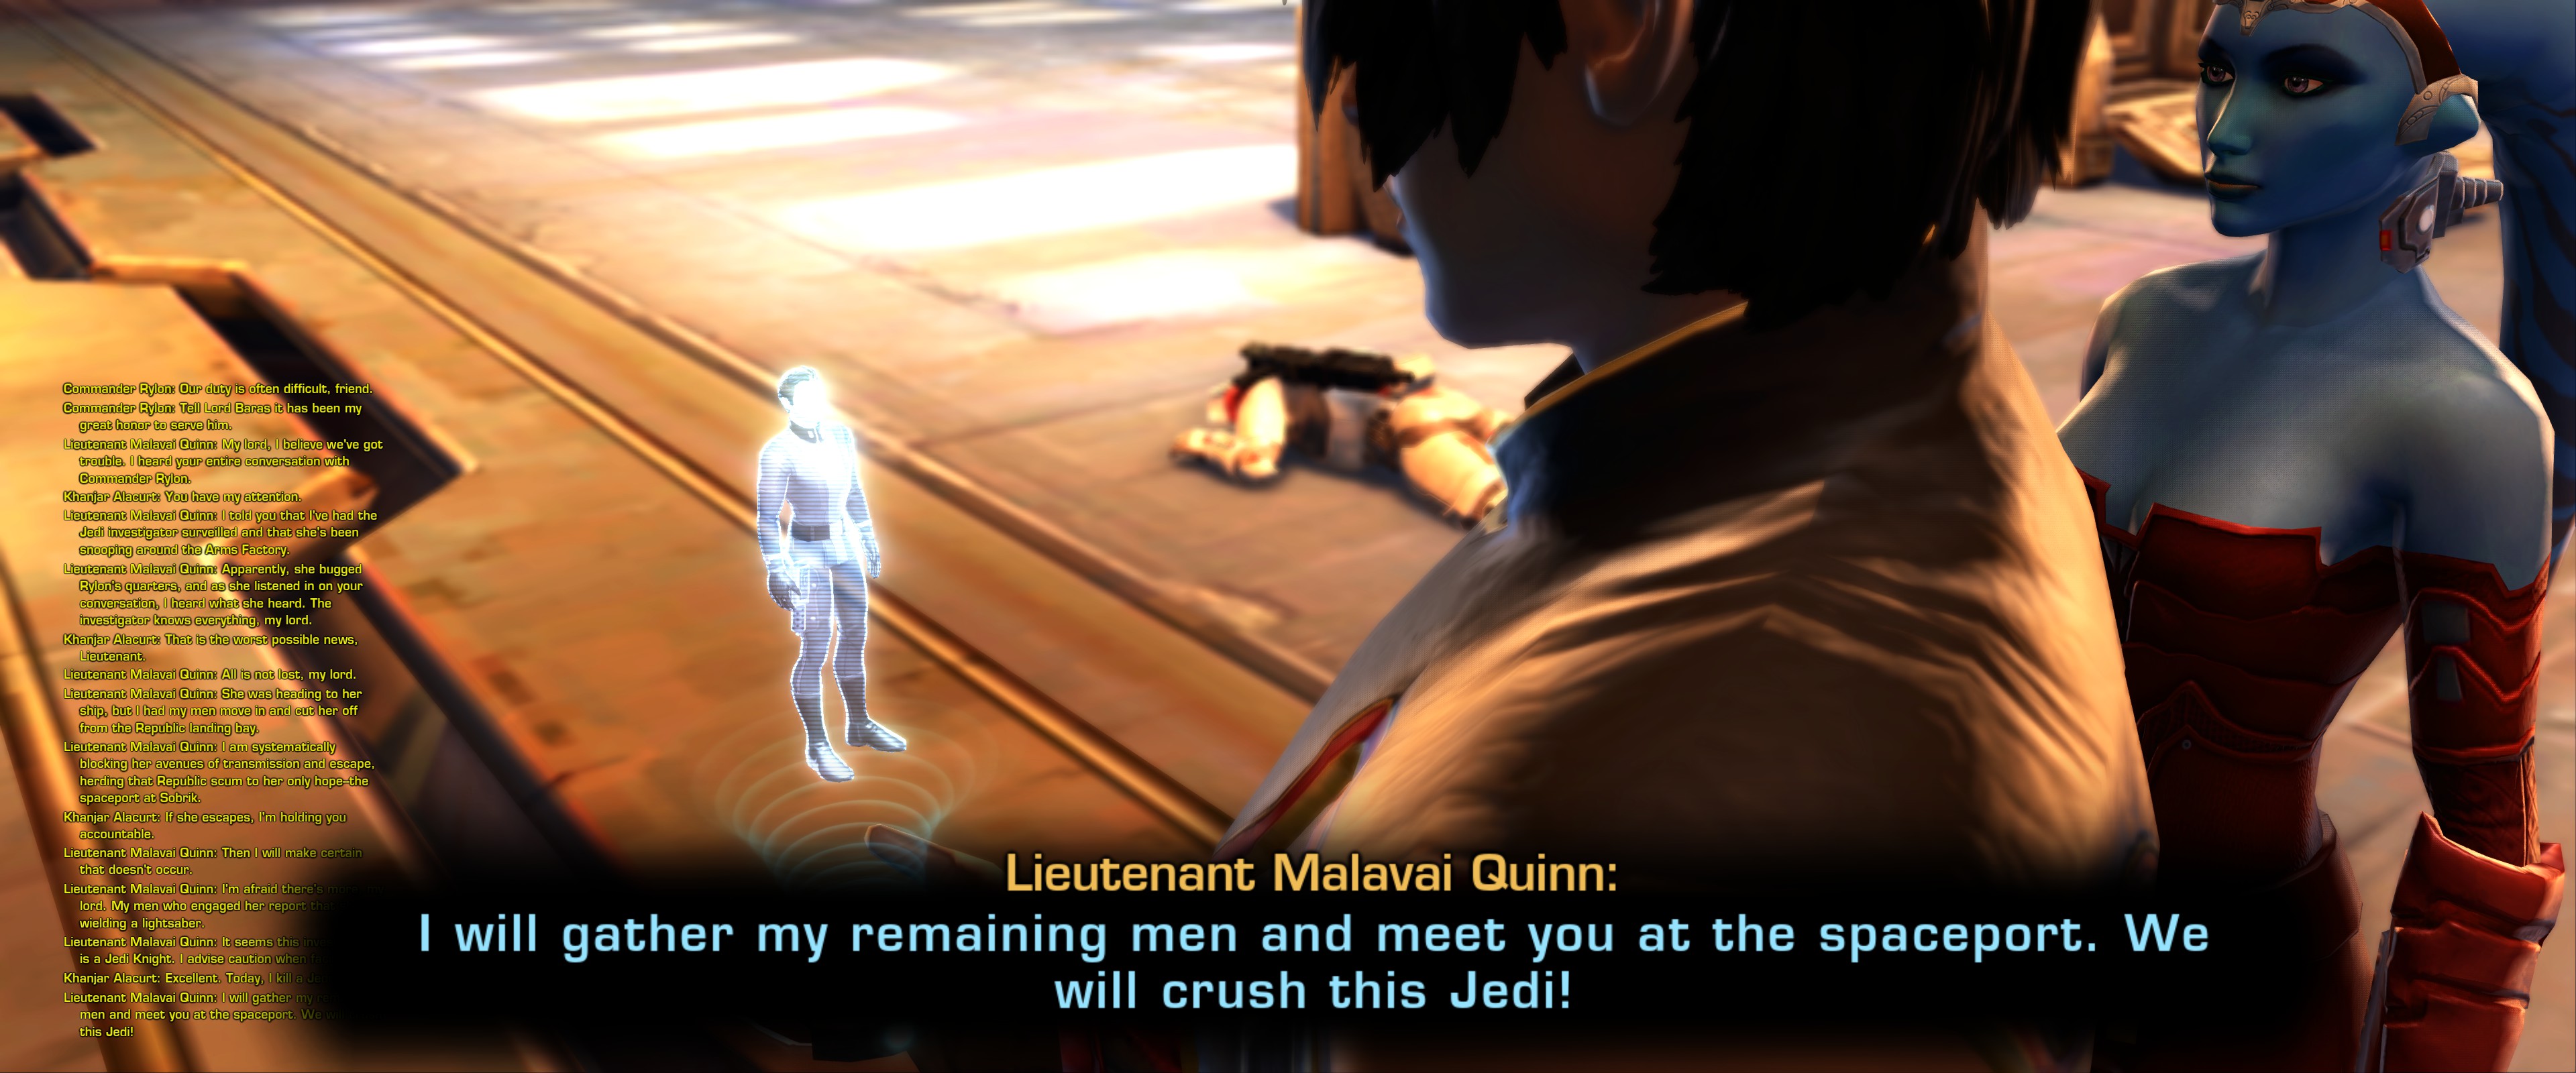 Commander Rylon: Our duty is often difficult, friend.
Commander Rylon: Tell Lord Baras it has been my
great honor to serve him.
Lieutenant Malavai Quinn: My lord, I believe we've got
trouble. I heard your entire conversation with
Commander Rylon.
Khanjar Alacurt: You have my attention.
Lieutenant Malavai Quinn: I told you that I've had the
Jedi investigator surveilled and that she's been
snooping around the Arms Factory.
Lieutenant Malavai Quinn: Apparently, she bugged
Rylon's quarters, and as she listened in on your
conversation, I heard what she heard. The
investigator knows everything, my lord.
Khanjar Alacurt: That is the worst possible news,
Lieutenant.
Lieutenant Malavai Quinn: All is not lost, my lord.
Lieutenant Malavai Quinn: She was heading to her
ship, but I had my men move in and cut her off
from the Republic landing bay.
Lieutenant Malavai Quinn: I am systematically
blocking her avenues of transmission and escape,
herding that Republic scum to her only hope–the
spaceport at Sobrik.
Khanjar Alacurt: If she escapes, I'm holding you
accountable.
Lieutenant Malavai Quinn: Then I will make certain
that doesn't occur.
Lieutenant Malavai Quinn: I'm afraid there's
lord. My men who engaged her report
wielding a lightsaber.
Lieutenant Malavai Quinn: It seems this
is a Jedi Knight. I advise caution when
Khanjar Alacurt: Excellent. Today, I kill a
Lieutenant Malavai Quinn: I will gather my
men and meet you at the spaceport. We
this Jedi!
Lieutenant Malavai Quinn:
I will gather my remaining men and meet you at the spaceport. We
will crush this Jedi!